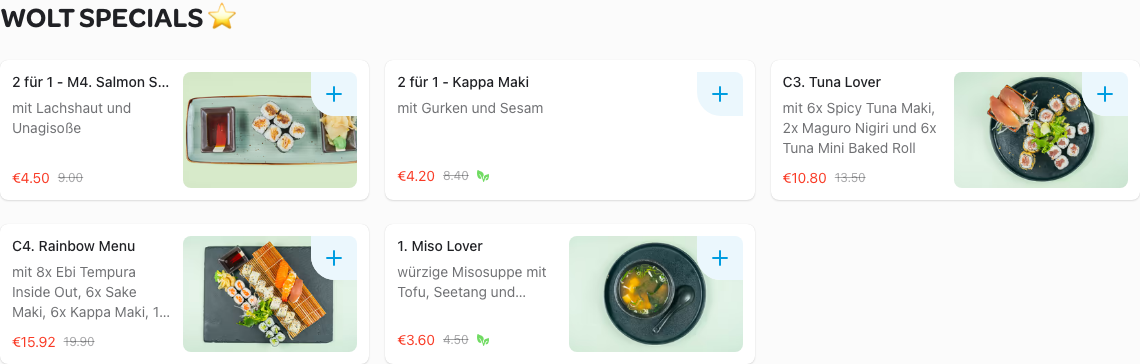 WOLT SPECIALS ⭐
2 für 1 - M4. Salmon S...
mit Lachshaut und
Unagisoße
€4.50 9.00
2 für 1 - Kappa Maki
mit Gurken und Sesam
€4.20 8.40
C3. Tuna Lover
mit 6x Spicy Tuna Maki,
2x Maguro Nigiri und 6x
Tuna Mini Baked Roll
€10.80 13.50
C4. Rainbow Menu
mit 8x Ebi Tempura
Inside Out, 6x Sake
Maki, 6x Kappa Maki, 1...
€15.92 19.90
1. Miso Lover
würzige Misosuppe mit
Tofu, Seetang und...
€3.60 4.50